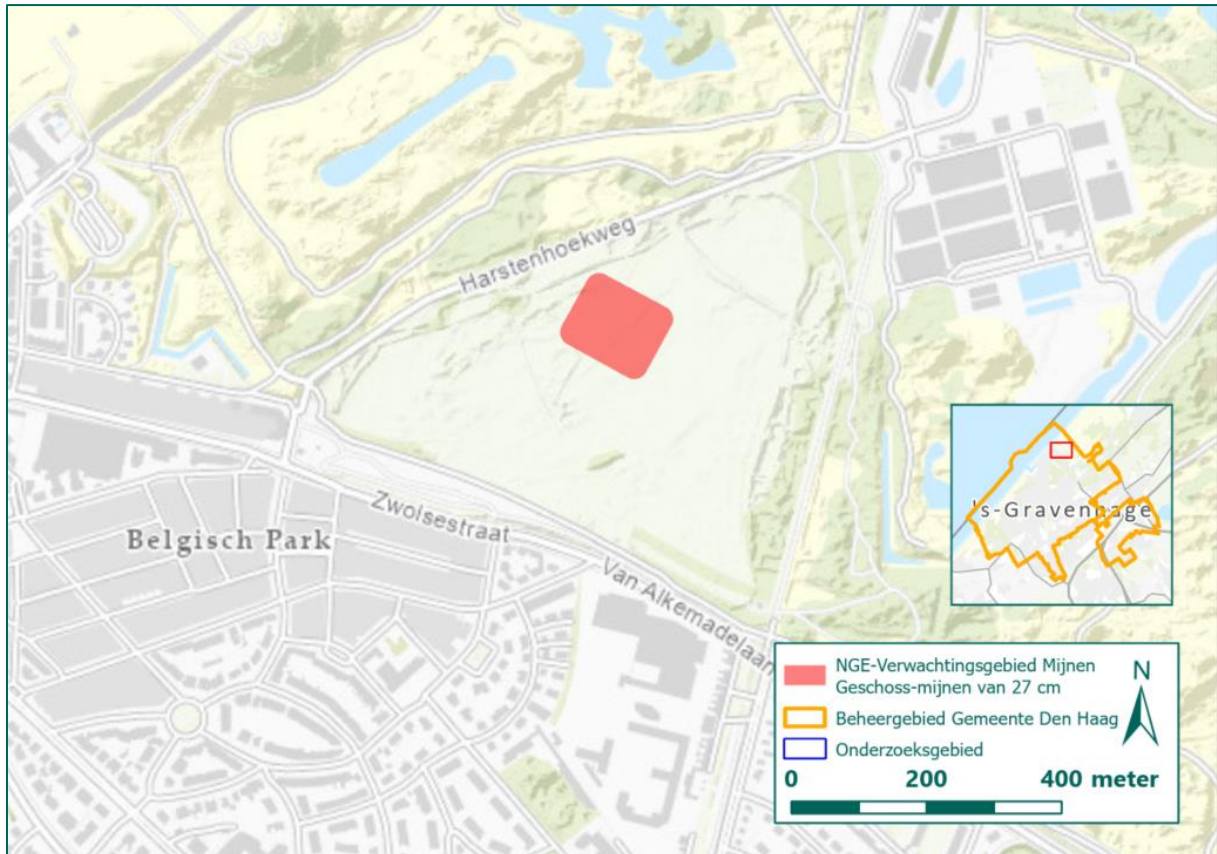 Harstenhoekweg
Zwolsestraat
Belgisch Park
Van Alkemadelaan
's-Gravenhage
NGE-Verwachtingsgebied Mijnen
Geschoss-mijnen van 27 cm
N
Beheergebied Gemeente Den Haag
Onderzoeksgebied
0 200 400 meter